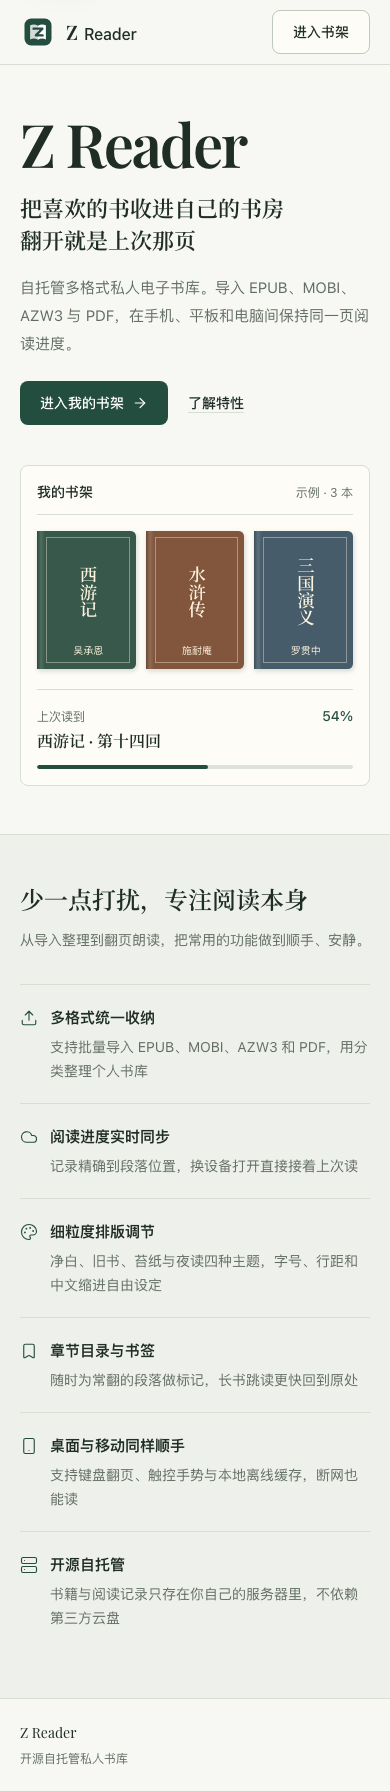 Z Reader
进入书架
Z Reader
把喜欢的书收进自己的书房
翻开就是上次那页
自托管多格式私人电子书库。导入 EPUB、MOBI、
AZW3 与 PDF，在手机、平板和电脑间保持同一页阅
读进度。
进入我的书架 →
了解特性
我的书架
示例 · 3 本
西游记
吴承恩
水浒传
施耐庵
三国演义
罗贯中
上次读到
54%
西游记 · 第十四回
少一点打扰，专注阅读本身
从导入整理到翻页朗读，把常用的功能做到顺手、安静。
多格式统一收纳
支持批量导入 EPUB、MOBI、AZW3 和 PDF，用分
类整理个人书库
阅读进度实时同步
记录精确到段落位置，换设备打开直接接着上次读
细粒度排版调节
净白、旧书、苔纸与夜读四种主题，字号、行距和
中文缩进自由设定
章节目录与书签
随时为常翻的段落做标记，长书跳读更快回到原处
桌面与移动同样顺手
支持键盘翻页、触控手势与本地离线缓存，断网也
能读
开源自托管
书籍与阅读记录只存在你自己的服务器里，不依赖
第三方云盘
Z Reader
开源自托管私人书库